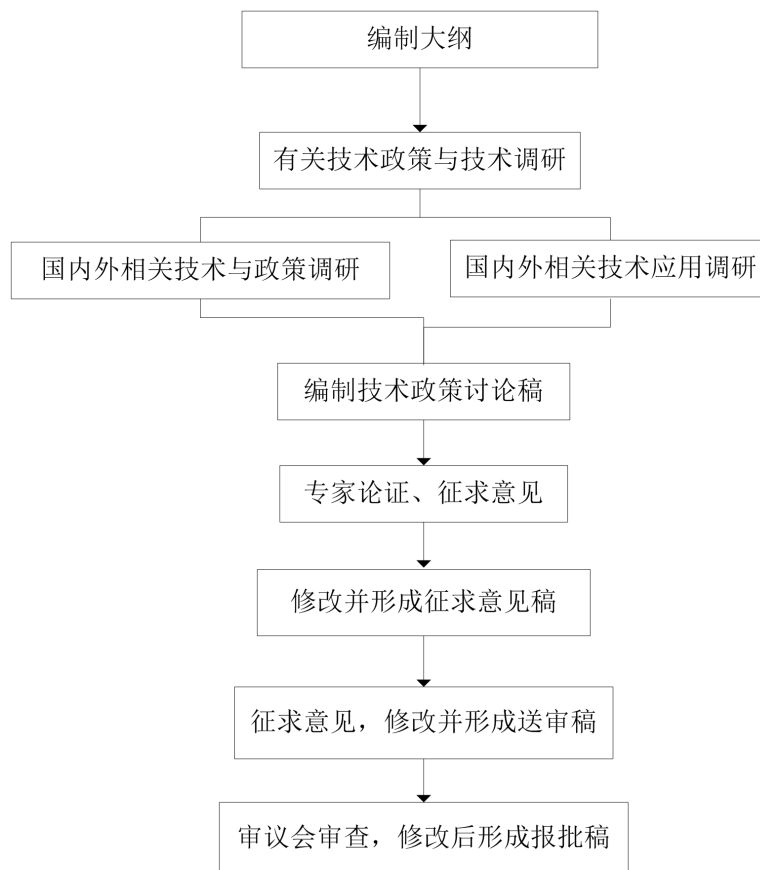 编制大纲
有关技术政策与技术调研
国内外相关技术与政策调研
国内外相关技术应用调研
编制技术政策讨论稿
专家论证、征求意见
修改并形成征求意见稿
征求意见，修改并形成送审稿
审议会审查，修改后形成报批稿